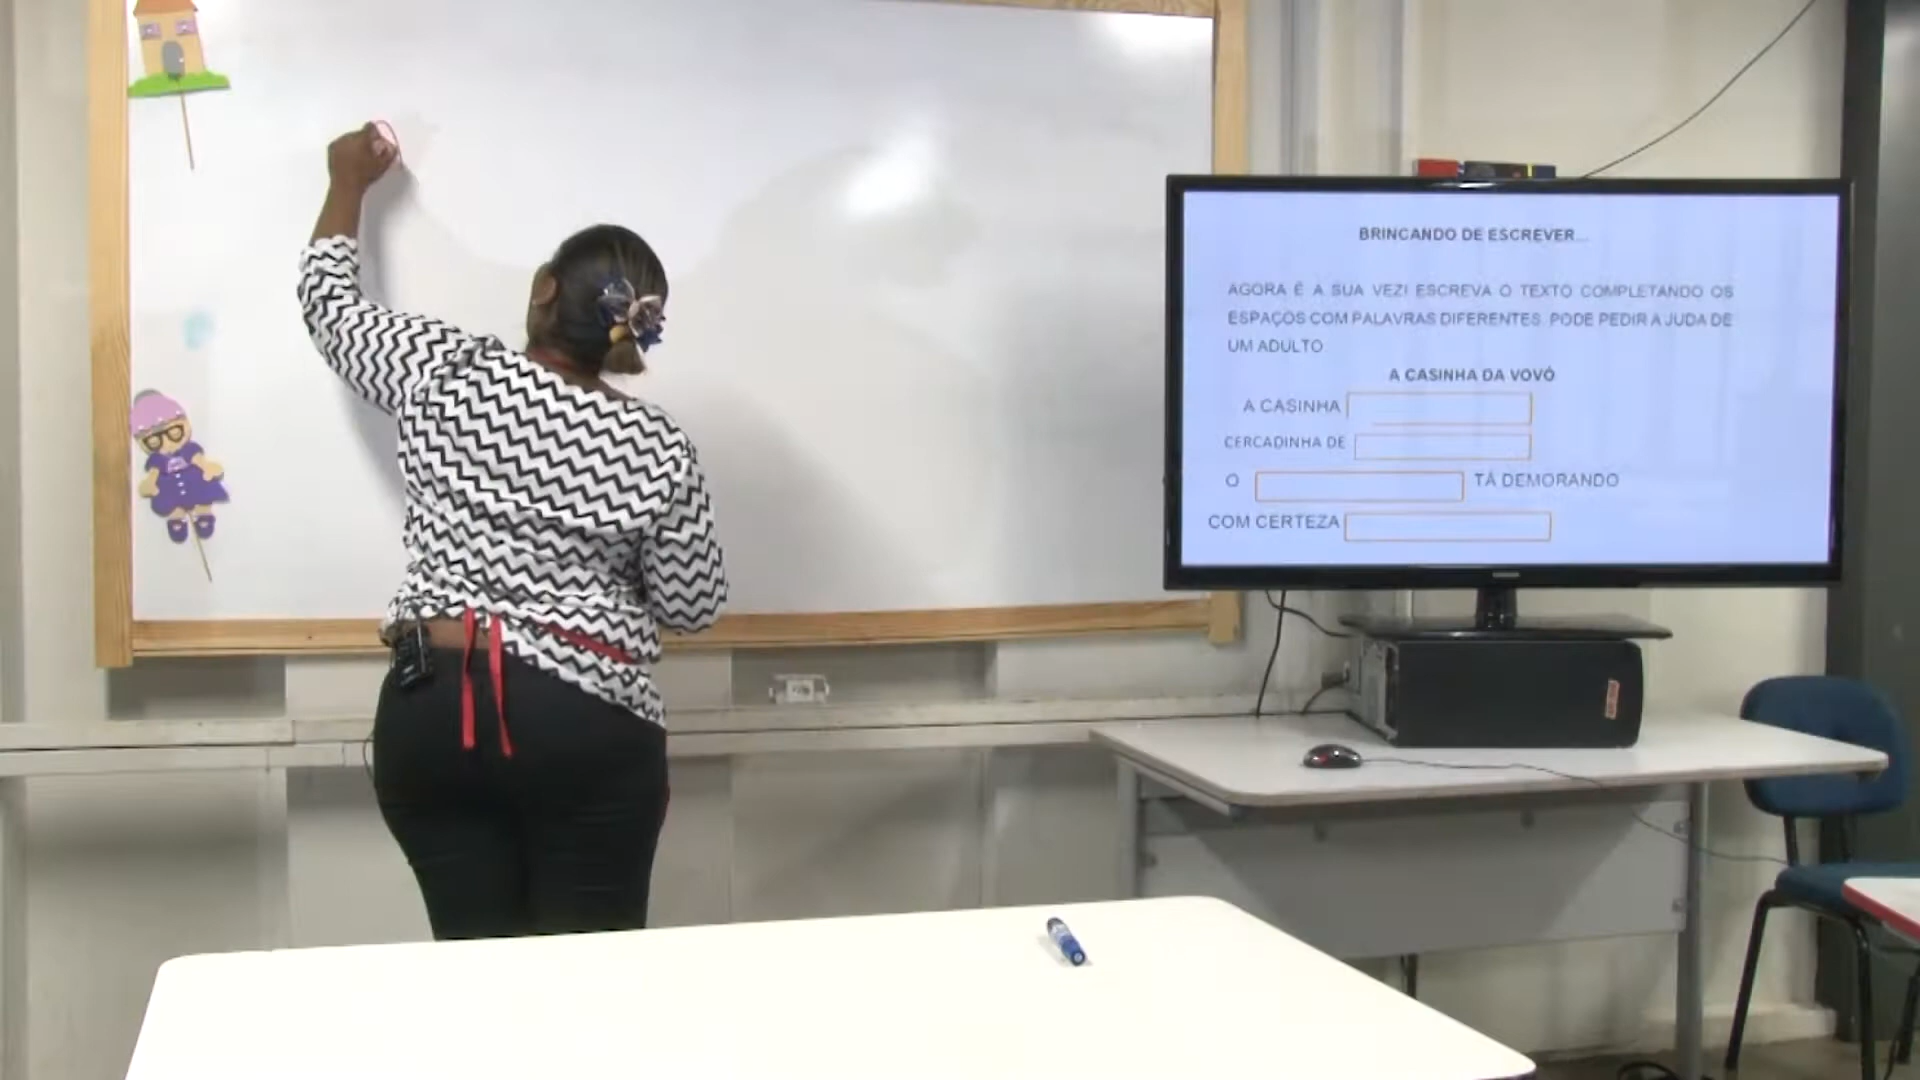 BRINCANDO DE ESCREVER...
AGORA É A SUA VEZ! ESCREVA O TEXTO COMPLETANDO OS
ESPAÇOS COM PALAVRAS DIFERENTES. PODE PEDIR A JUDA DE
UM ADULTO
A CASINHA DA VOVÓ
A CASINHA
CERCADINHA DE
O TÁ DEMORANDO
COM CERTEZA